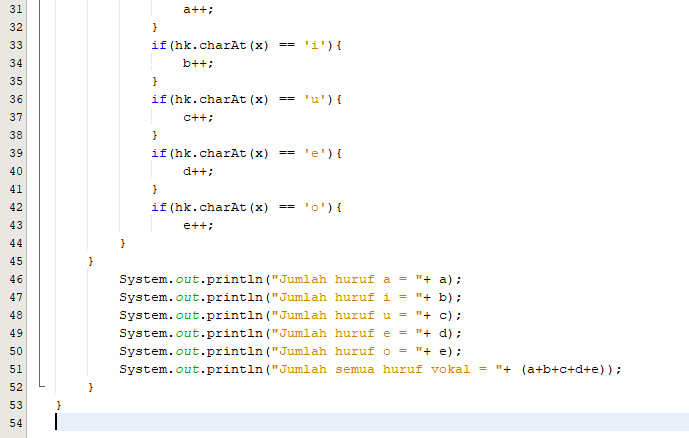 31 a++;
32 }
33 if(hk.charAt(x) == 'i'){
34 b++;
35 }
36 if(hk.charAt(x) == 'u'){
37 c++;
38 }
39 if(hk.charAt(x) == 'e'){
40 d++;
41 }
42 if(hk.charAt(x) == 'o'){
43 e++;
44 }
45 }
46 System.out.println("Jumlah huruf a = "+ a);
47 System.out.println("Jumlah huruf i = "+ b);
48 System.out.println("Jumlah huruf u = "+ c);
49 System.out.println("Jumlah huruf e = "+ d);
50 System.out.println("Jumlah huruf o = "+ e);
51 System.out.println("Jumlah semua huruf vokal = "+ (a+b+c+d+e));
52 }
53 }
54